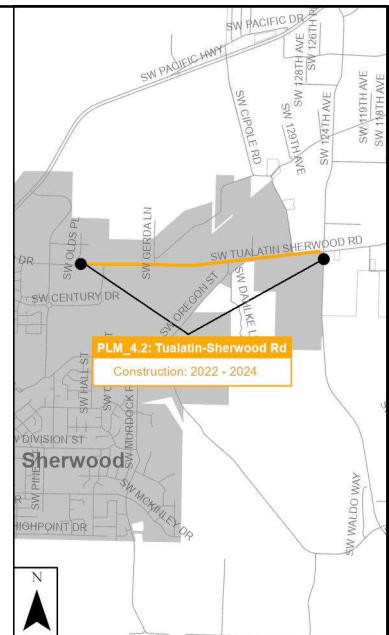 SW PACIFIC DR
SW PACIFIC HWY
SW 128TH AVE
SW 126TH
SW CIPOLE RD
SW 129TH AVE
SW 124TH AVE
SW 119TH AVE
SW 118TH AVE
SW OLDS PL
SW GERDA LN
SW TUALATIN SHERWOOD RD
DR
SW CENTURY DR
SW OREGON ST
SW DAHLKE L
PLM_4.2: Tualatin-Sherwood Rd
Construction: 2022 - 2024
SW HALL ST
SW MURDOCK R
DIVISION ST
Sherwood
SW PINE
SW MCKINLEY DR
HIGHPOINT DR
SW WALDO WAY
N